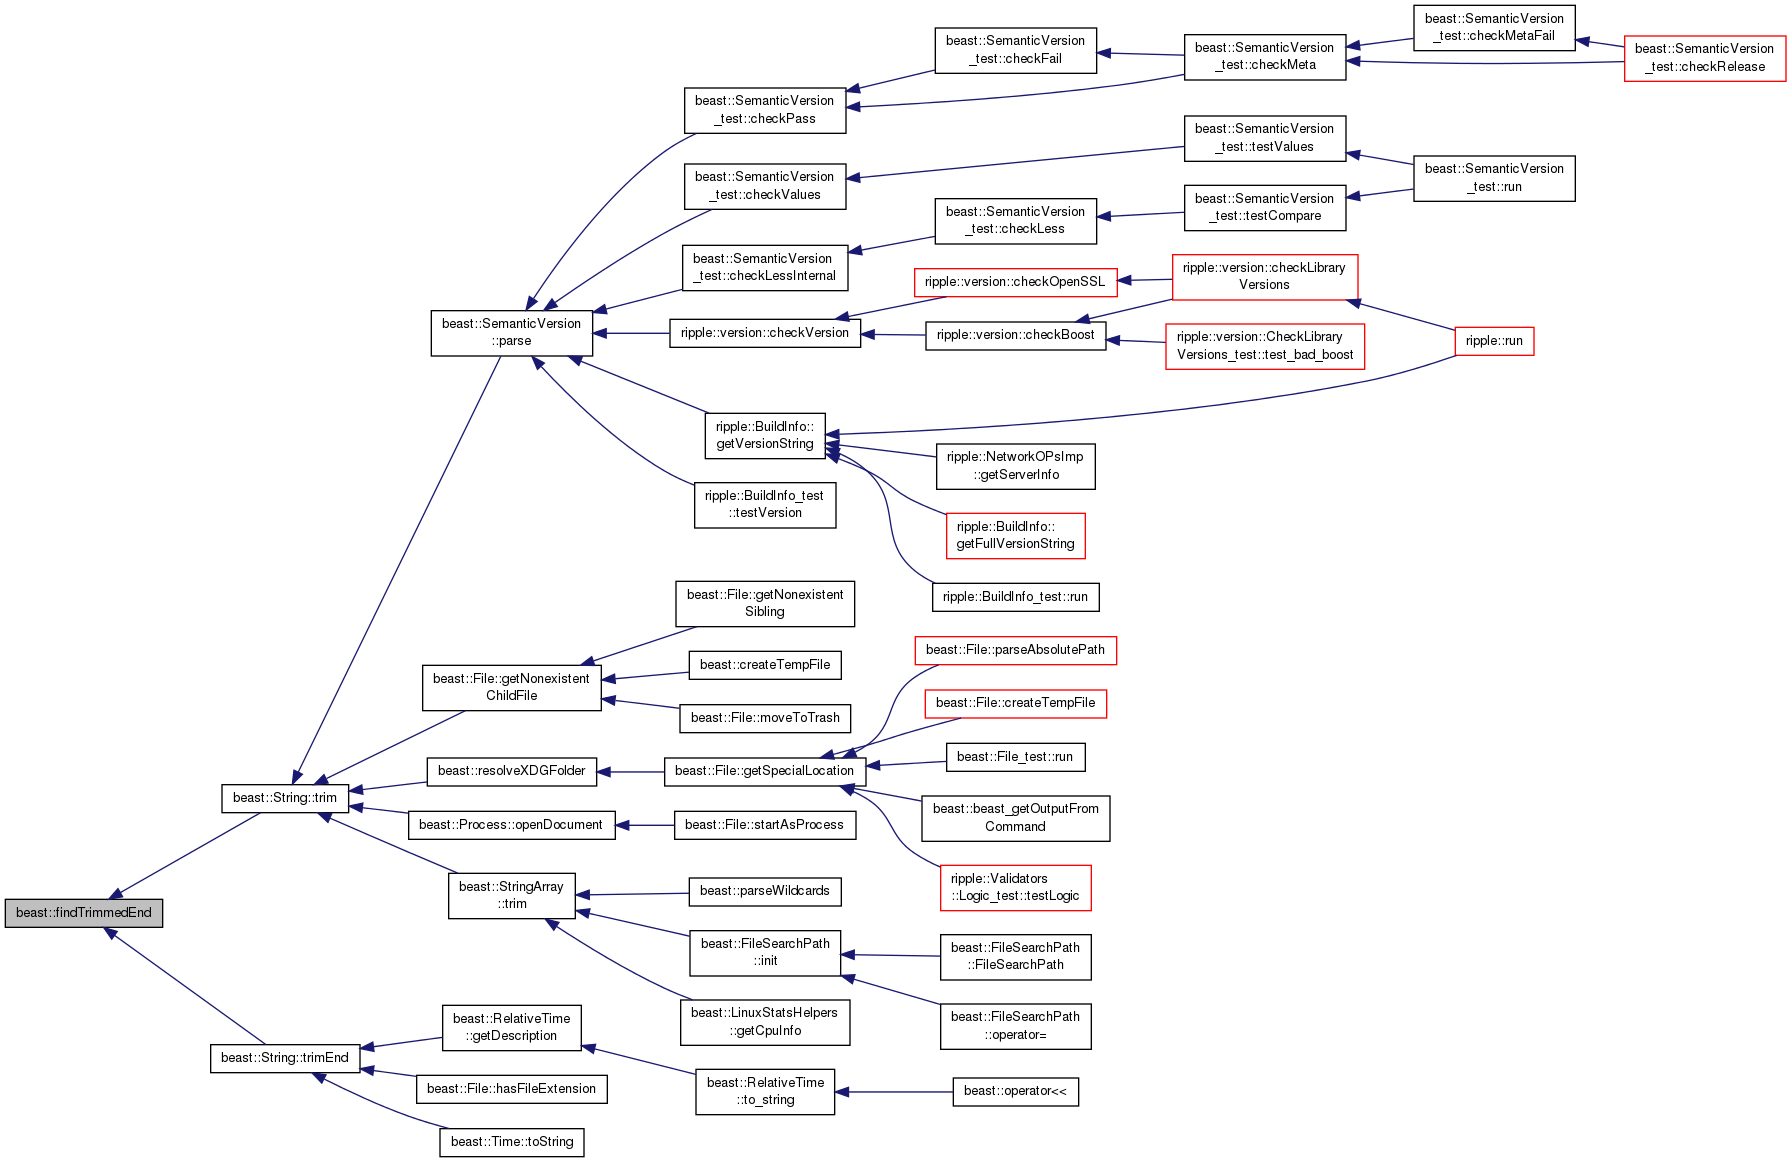 beast::SemanticVersion
_test::checkMetaFail
beast::SemanticVersion
_test::checkFail
beast::SemanticVersion
_test::checkMeta
beast::SemanticVersion
_test::checkRelease
beast::SemanticVersion
_test::checkPass
beast::SemanticVersion
_test::testValues
beast::SemanticVersion
_test::run
beast::SemanticVersion
_test::checkValues
beast::SemanticVersion
_test::testCompare
beast::SemanticVersion
_test::checkLess
beast::SemanticVersion
_test::checkLessInternal
ripple::version::checkOpenSSL
ripple::version::checkLibrary
Versions
beast::SemanticVersion
::parse
ripple::version::checkVersion
ripple::version::checkBoost
ripple::version::CheckLibrary
Versions_test::test_bad_boost
ripple::run
ripple::BuildInfo::
getVersionString
ripple::NetworkOPsImp
::getServerInfo
ripple::BuildInfo_test
::testVersion
ripple::BuildInfo::
getFullVersionString
ripple::BuildInfo_test::run
beast::File::getNonexistent
Sibling
beast::File::getNonexistent
ChildFile
beast::createTempFile
beast::File::moveToTrash
beast::File::parseAbsolutePath
beast::File::createTempFile
beast::File_test::run
beast::resolveXDGFolder
beast::File::getSpecialLocation
beast::beast_getOutputFrom
Command
beast::String::trim
beast::Process::openDocument
beast::File::startAsProcess
ripple::Validators
::Logic_test::testLogic
beast::StringArray
::trim
beast::parseWildcards
beast::findTrimmedEnd
beast::FileSearchPath
::init
beast::FileSearchPath
::FileSearchPath
beast::LinuxStatsHelpers
::getCpuInfo
beast::FileSearchPath
::operator=
beast::RelativeTime
::getDescription
beast::String::trimEnd
beast::File::hasFileExtension
beast::RelativeTime
::to_string
beast::operator<<
beast::Time::toString